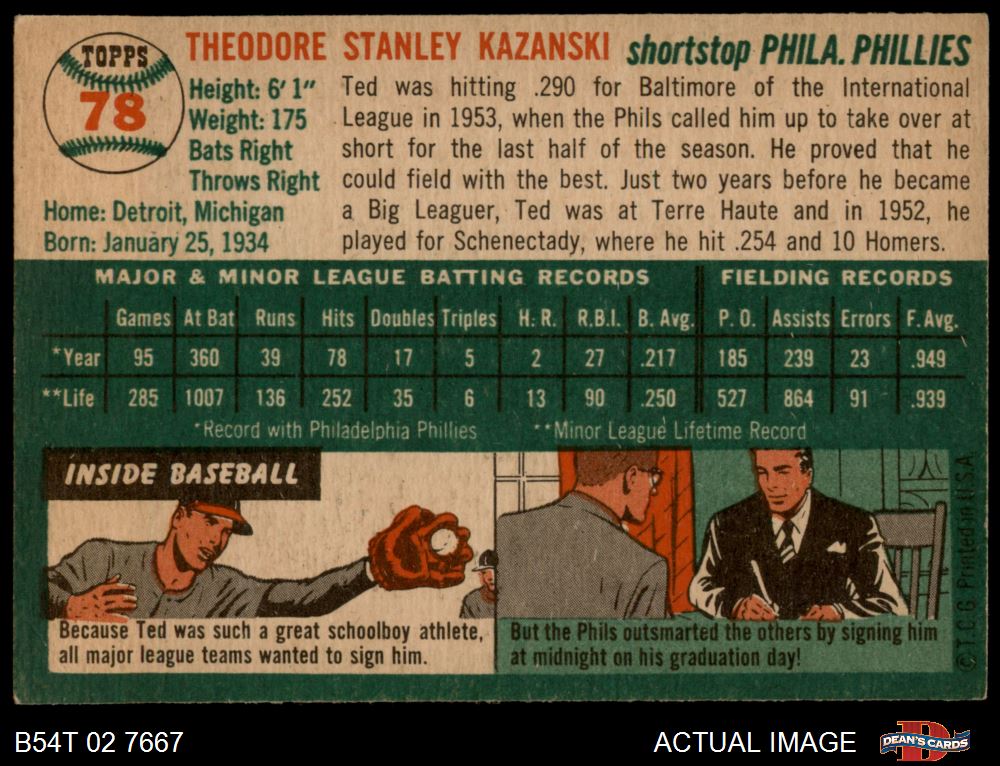 TOPPS
78
THEODORE STANLEY KAZANSKI shortstop PHILA. PHILLIES
Height: 6' 1"
Weight: 175
Bats Right
Throws Right
Home: Detroit, Michigan
Born: January 25, 1934
Ted was hitting .290 for Baltimore of the International
League in 1953, when the Phils called him up to take over at
short for the last half of the season. He proved that he
could field with the best. Just two years before he became
a Big Leaguer, Ted was at Terre Haute and in 1952, he
played for Schenectady, where he hit .254 and 10 Homers.
MAJOR & MINOR LEAGUE BATTING RECORDS FIELDING RECORDS
Games At Bat Runs Hits Doubles Triples H. R. R.B.I. B. Avg. P. O. Assists Errors F. Avg.
*Year 95 360 39 78 17 5 2 27 .217 185 239 23 .949
**Life 285 1007 136 252 35 6 13 90 .250 527 864 91 .939
*Record with Philadelphia Phillies **Minor League Lifetime Record
INSIDE BASEBALL
Because Ted was such a great schoolboy athlete,
all major league teams wanted to sign him.
But the Phils outsmarted the others by signing him
at midnight on his graduation day!
© T. C. G. Printed in U.S.A.
B54T 02 7667
ACTUAL IMAGE
D
DEAN'S CARDS